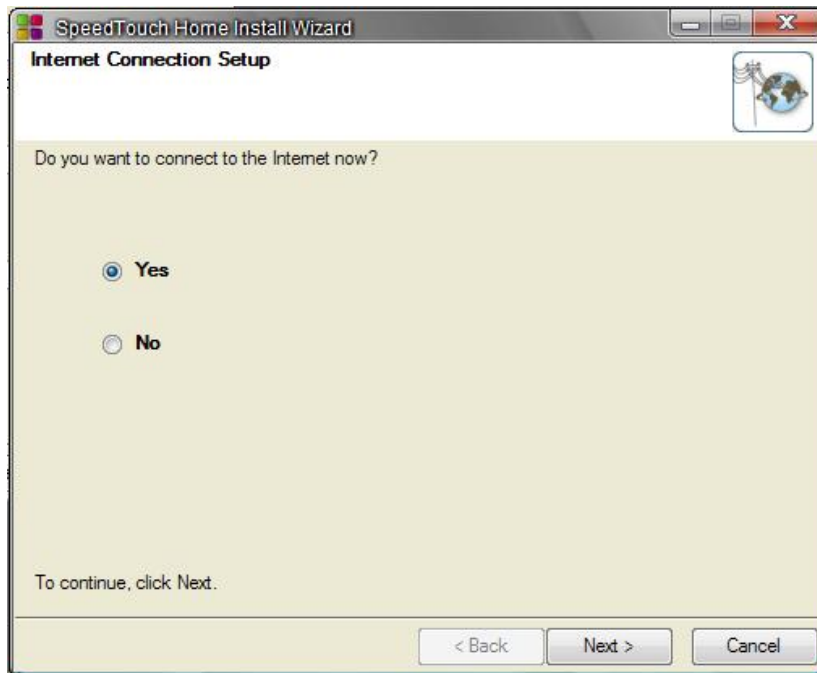 SpeedTouch Home Install Wizard
Internet Connection Setup
Do you want to connect to the Internet now?
Yes
No
To continue, click Next.
< Back Next > Cancel